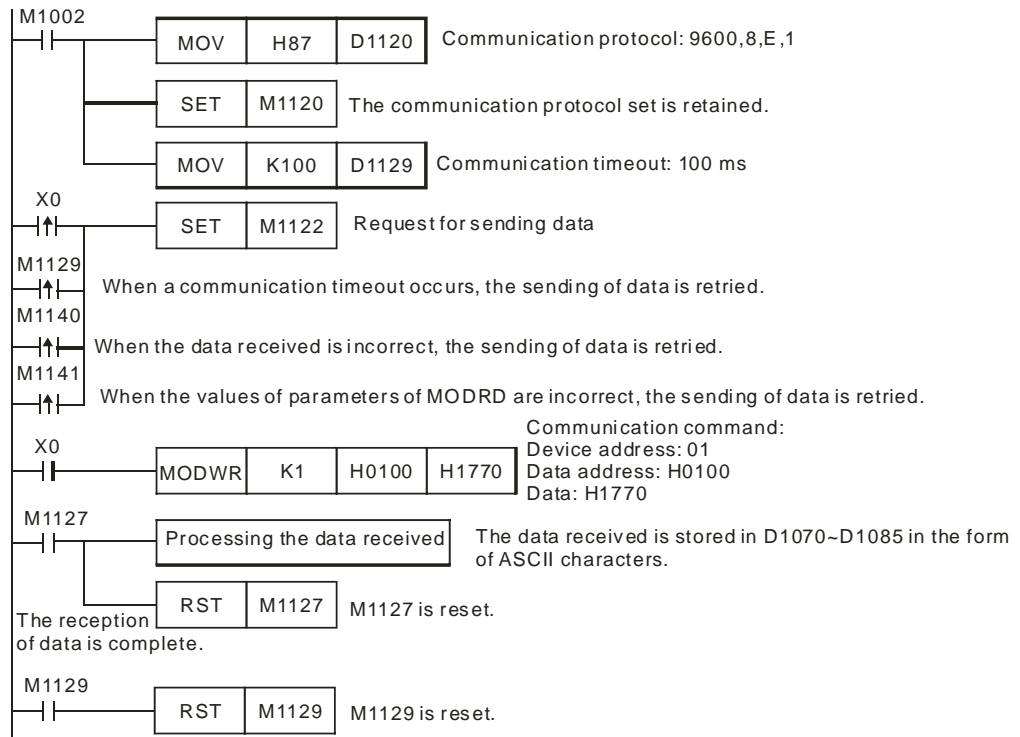 M1002
MOV H87 D1120 Communication protocol: 9600,8,E,1
SET M1120 The communication protocol set is retained.
MOV K100 D1129 Communication timeout: 100 ms
X0
SET M1122 Request for sending data
M1129
When a communication timeout occurs, the sending of data is retried.
M1140
When the data received is incorrect, the sending of data is retried.
M1141
When the values of parameters of MODRD are incorrect, the sending of data is retried.
X0
MODWR K1 H0100 H1770
Communication command:
Device address: 01
Data address: H0100
Data: H1770
M1127
Processing the data received
The data received is stored in D1070~D1085 in the form
of ASCII characters.
RST M1127 M1127 is reset.
The reception
of data is complete.
M1129
RST M1129 M1129 is reset.